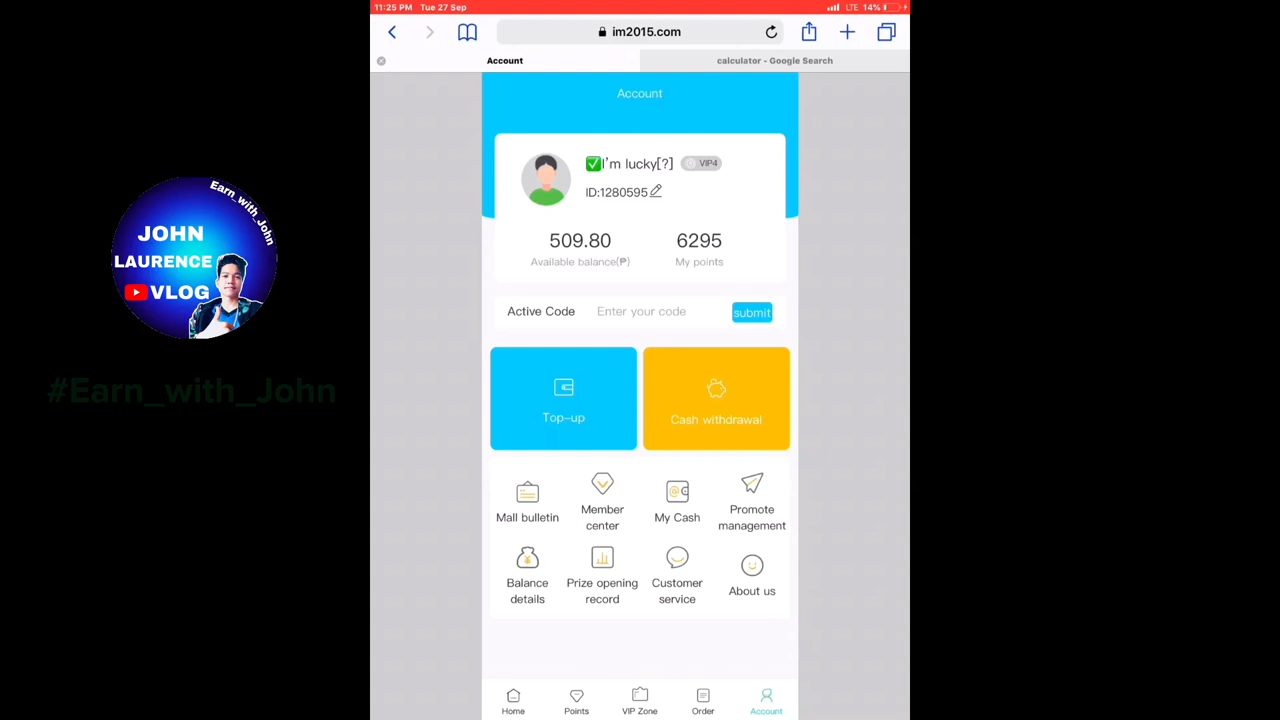 11:25 PM Tue 27 Sep
LTE 14%
im2015.com
Account
calculator - Google Search
Account
✅I'm lucky[?] VIP4
ID:1280595
509.80 6295
Available balance(₱) My points
Active Code Enter your code submit
Top-up Cash withdrawal
Mall bulletin
Member
center
My Cash
Promote
management
Balance
details
Prize opening
record
Customer
service
About us
Home Points VIP Zone Order Account
Earn_with_John
JOHN
LAURENCE
VLOG
#Earn_with_John